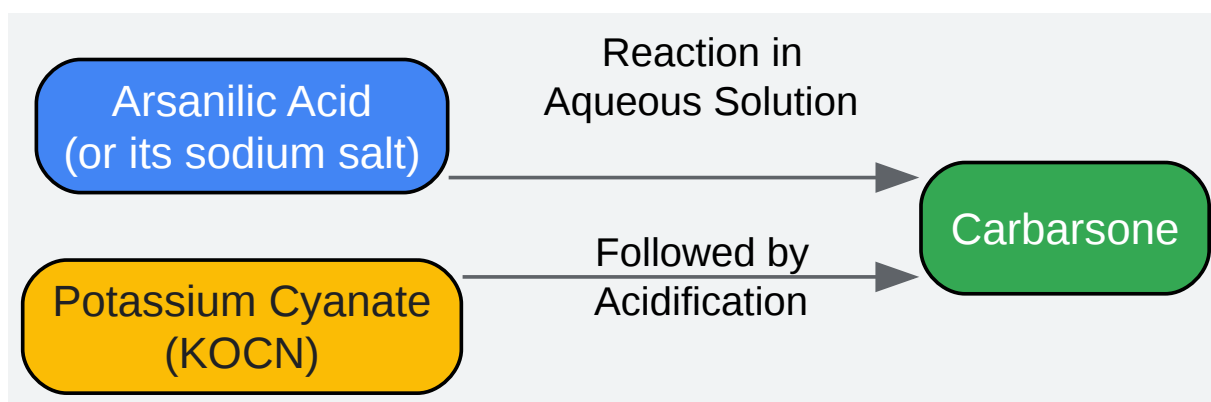 Arsanilic Acid
(or its sodium salt)
Reaction in
Aqueous Solution
Potassium Cyanate
(KOCN)
Followed by
Acidification
Carbarsone